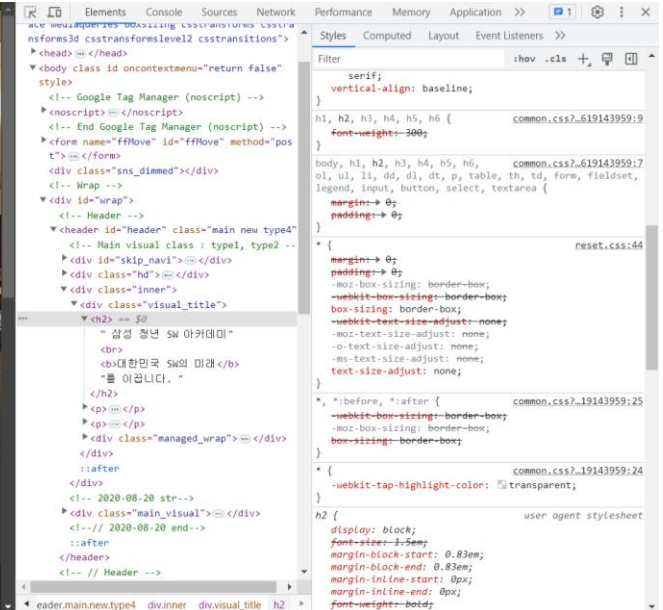 Elements Console Sources Network Performance Memory Application 1
ate mediaqueries boxsizing csstransforms csstra
nsforms3d csstransformslevel2 csstransitions">
<head> </head>
<body class id oncontextmenu="return false"
style>
<!-- Google Tag Manager (noscript) -->
<noscript> </noscript>
<!-- End Google Tag Manager (noscript) -->
<form name="ffMove" id="ffMove" method="pos
t"> </form>
<div class="sns_dimmed"></div>
<!-- Wrap -->
<div id="wrap">
<!-- Header -->
<header id="header" class="main new type4"
<!-- Main visual class : type1, type2 --
<div id="skip_navi"> </div>
<div class="hd"> </div>
<div class="inner">
<div class="visual_title">
<h2> == $0
" 삼성 청년 SW 아카데미"
<br>
<b>대한민국 SW의 미래</b>
"를 이끕니다. "
</h2>
<p> </p>
<p> </p>
<div class="managed_wrap"> </div>
</div>
::after
</div>
<!-- 2020-08-20 str-->
<div class="main_visual"> </div>
<!--// 2020-08-20 end-->
::after
</header>
<!-- // Header -->
eader.main.new.type4 div.inner div.visual_title h2
Styles Computed Layout Event Listeners
Filter :hov .cls
serif;
vertical-align: baseline;
}
h1, h2, h3, h4, h5, h6 { common.css?…619143959:9
font-weight: 300;
}
body, h1, h2, h3, h4, h5, h6, common.css?…619143959:7
ol, ul, li, dd, dl, dt, p, table, th, td, form, fieldset,
legend, input, button, select, textarea {
margin: 0;
padding: 0;
}
* { reset.css:44
margin: 0;
padding: 0;
-moz-box-sizing: border-box;
-webkit-box-sizing: border-box;
box-sizing: border-box;
-webkit-text-size-adjust: none;
-moz-text-size-adjust: none;
-o-text-size-adjust: none;
-ms-text-size-adjust: none;
text-size-adjust: none;
}
*, *:before, *:after { common.css?…19143959:25
-webkit-box-sizing: border-box;
-moz-box-sizing: border-box;
box-sizing: border-box;
}
* { common.css?…19143959:24
-webkit-tap-highlight-color: transparent;
}
h2 { user agent stylesheet
display: block;
font-size: 1.5em;
margin-block-start: 0.83em;
margin-block-end: 0.83em;
margin-inline-start: 0px;
margin-inline-end: 0px;
font-weight: bold;